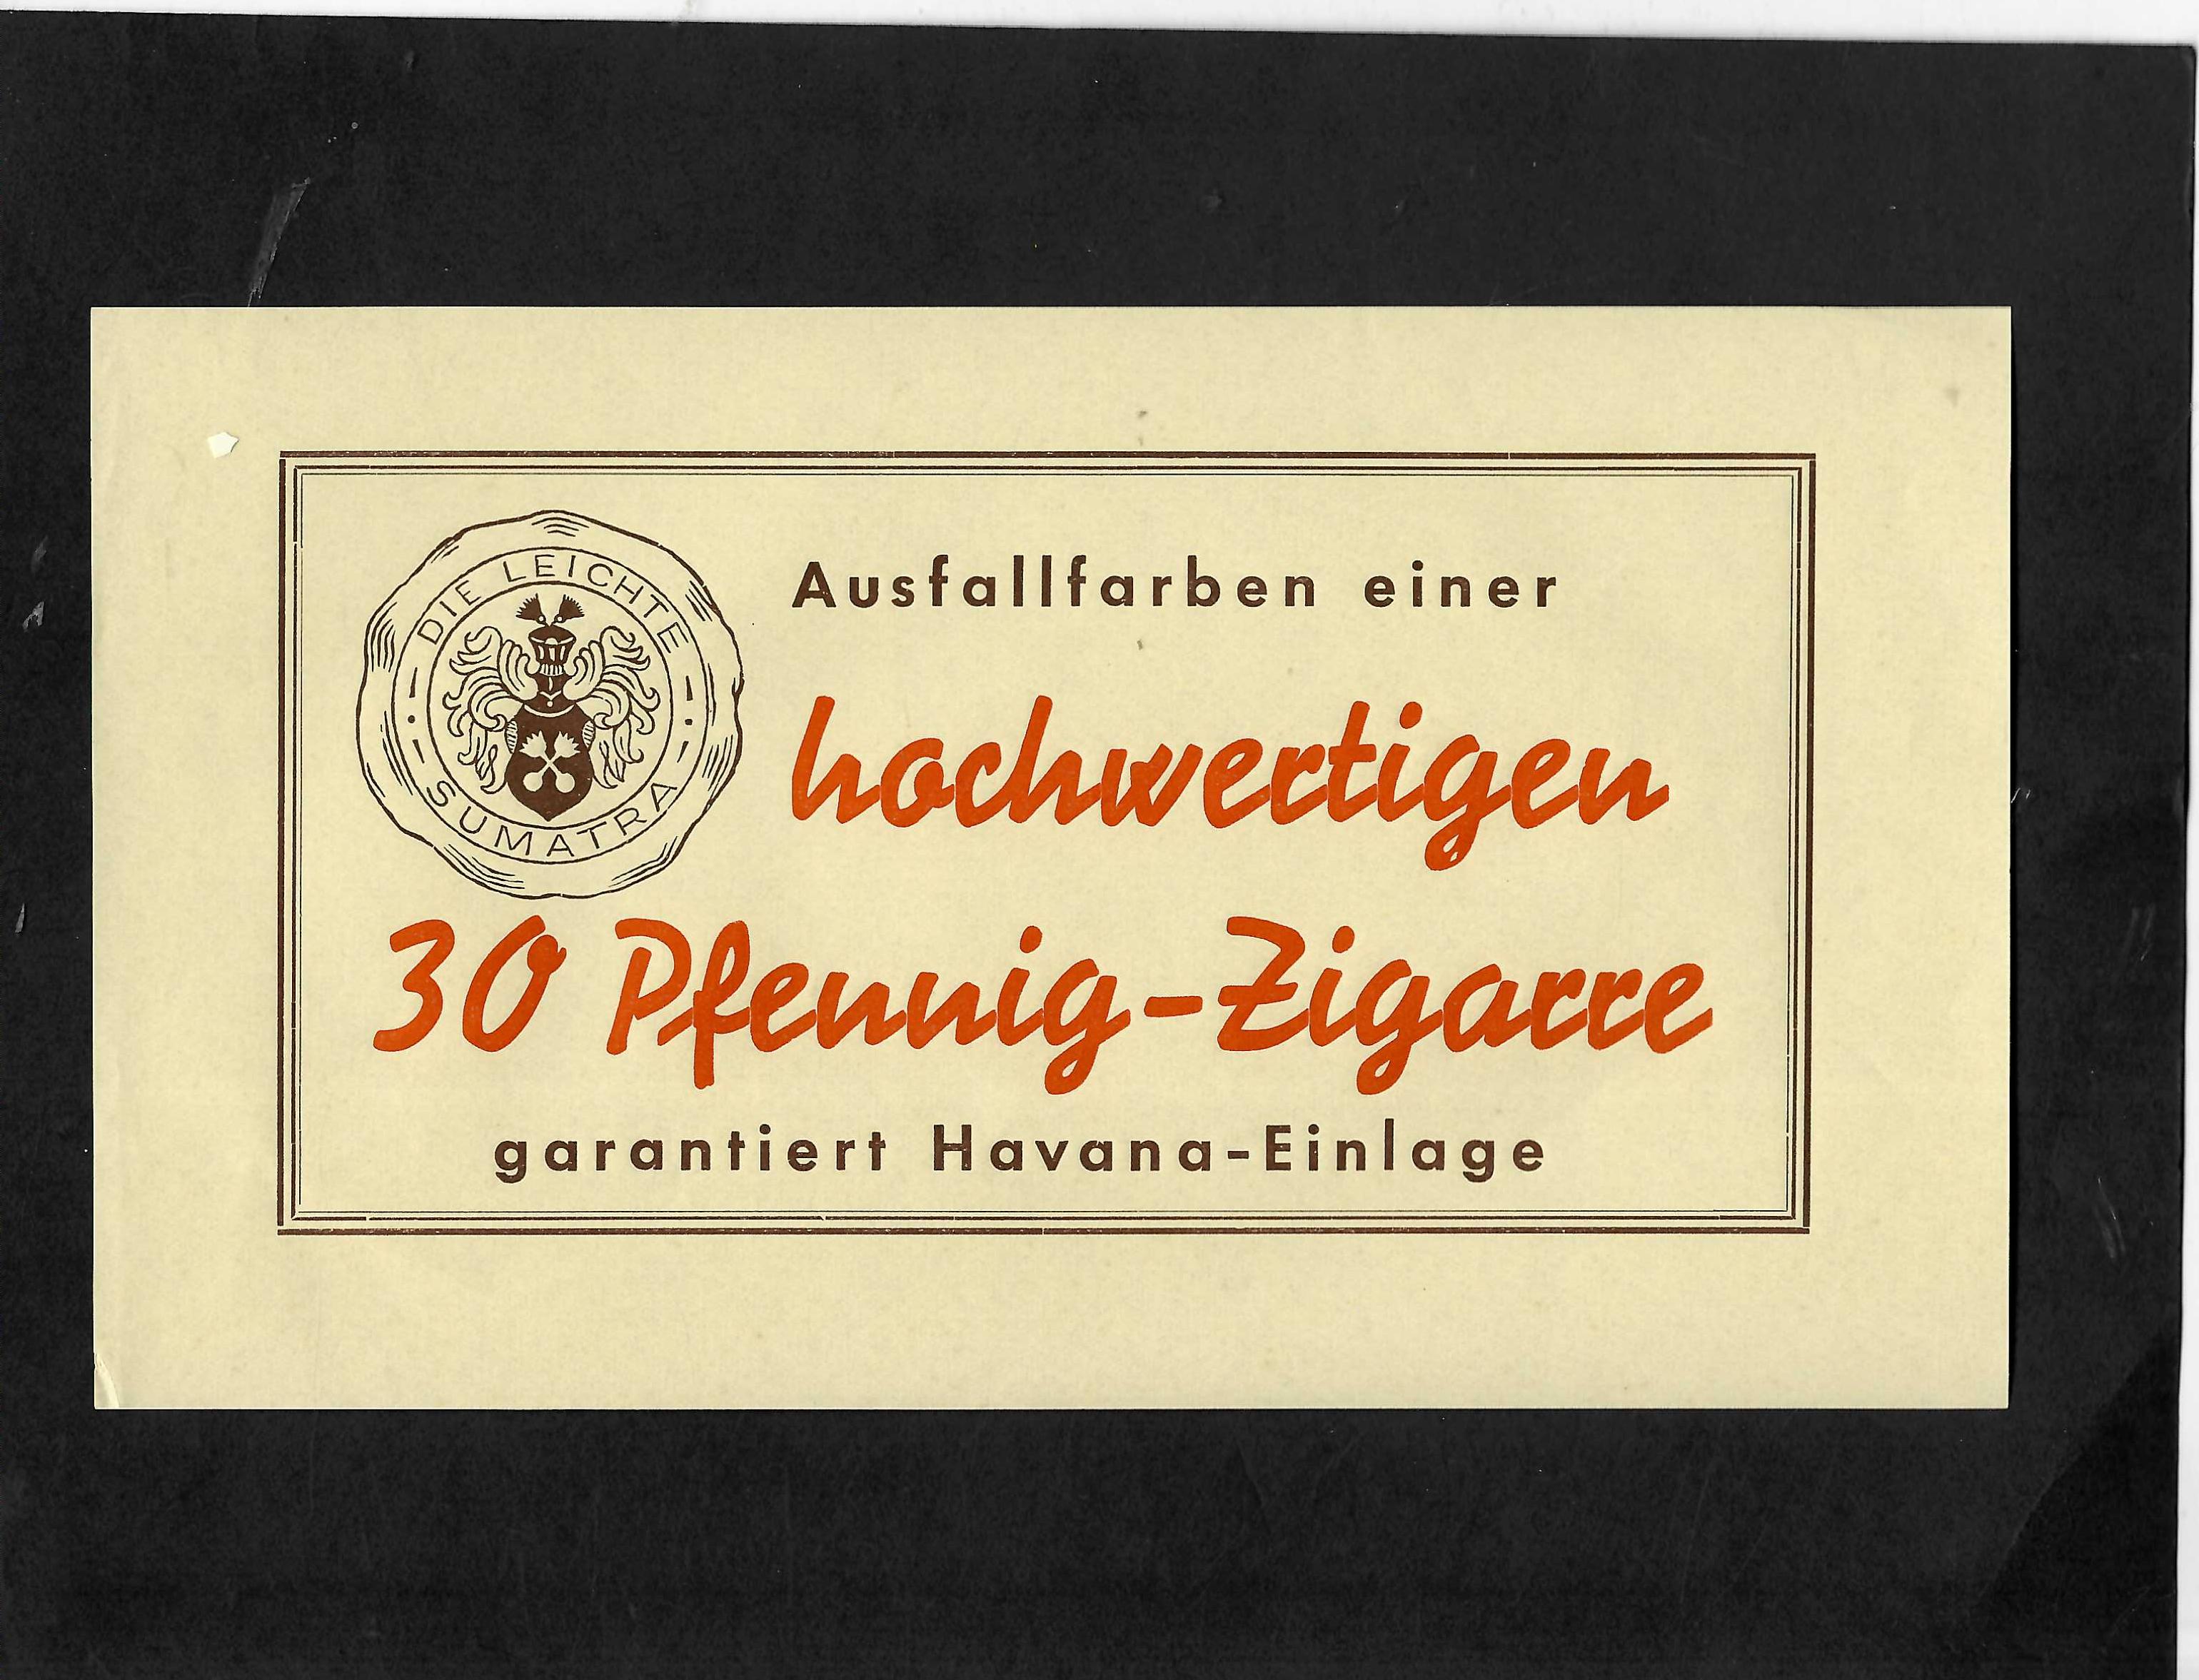 DIE LEICHTE
SUMATRA
Ausfallfarben einer
hochwertigen
30 Pfennig-Zigarre
garantiert Havana-Einlage